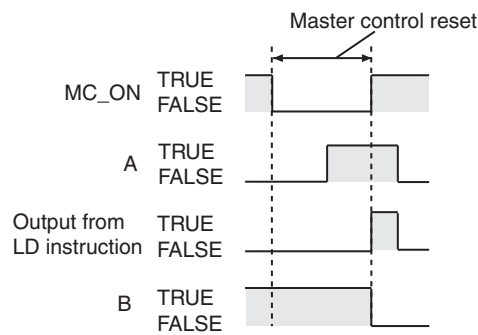 Master control reset
MC_ON
TRUE
FALSE
A
TRUE
FALSE
Output from
LD instruction
TRUE
FALSE
B
TRUE
FALSE